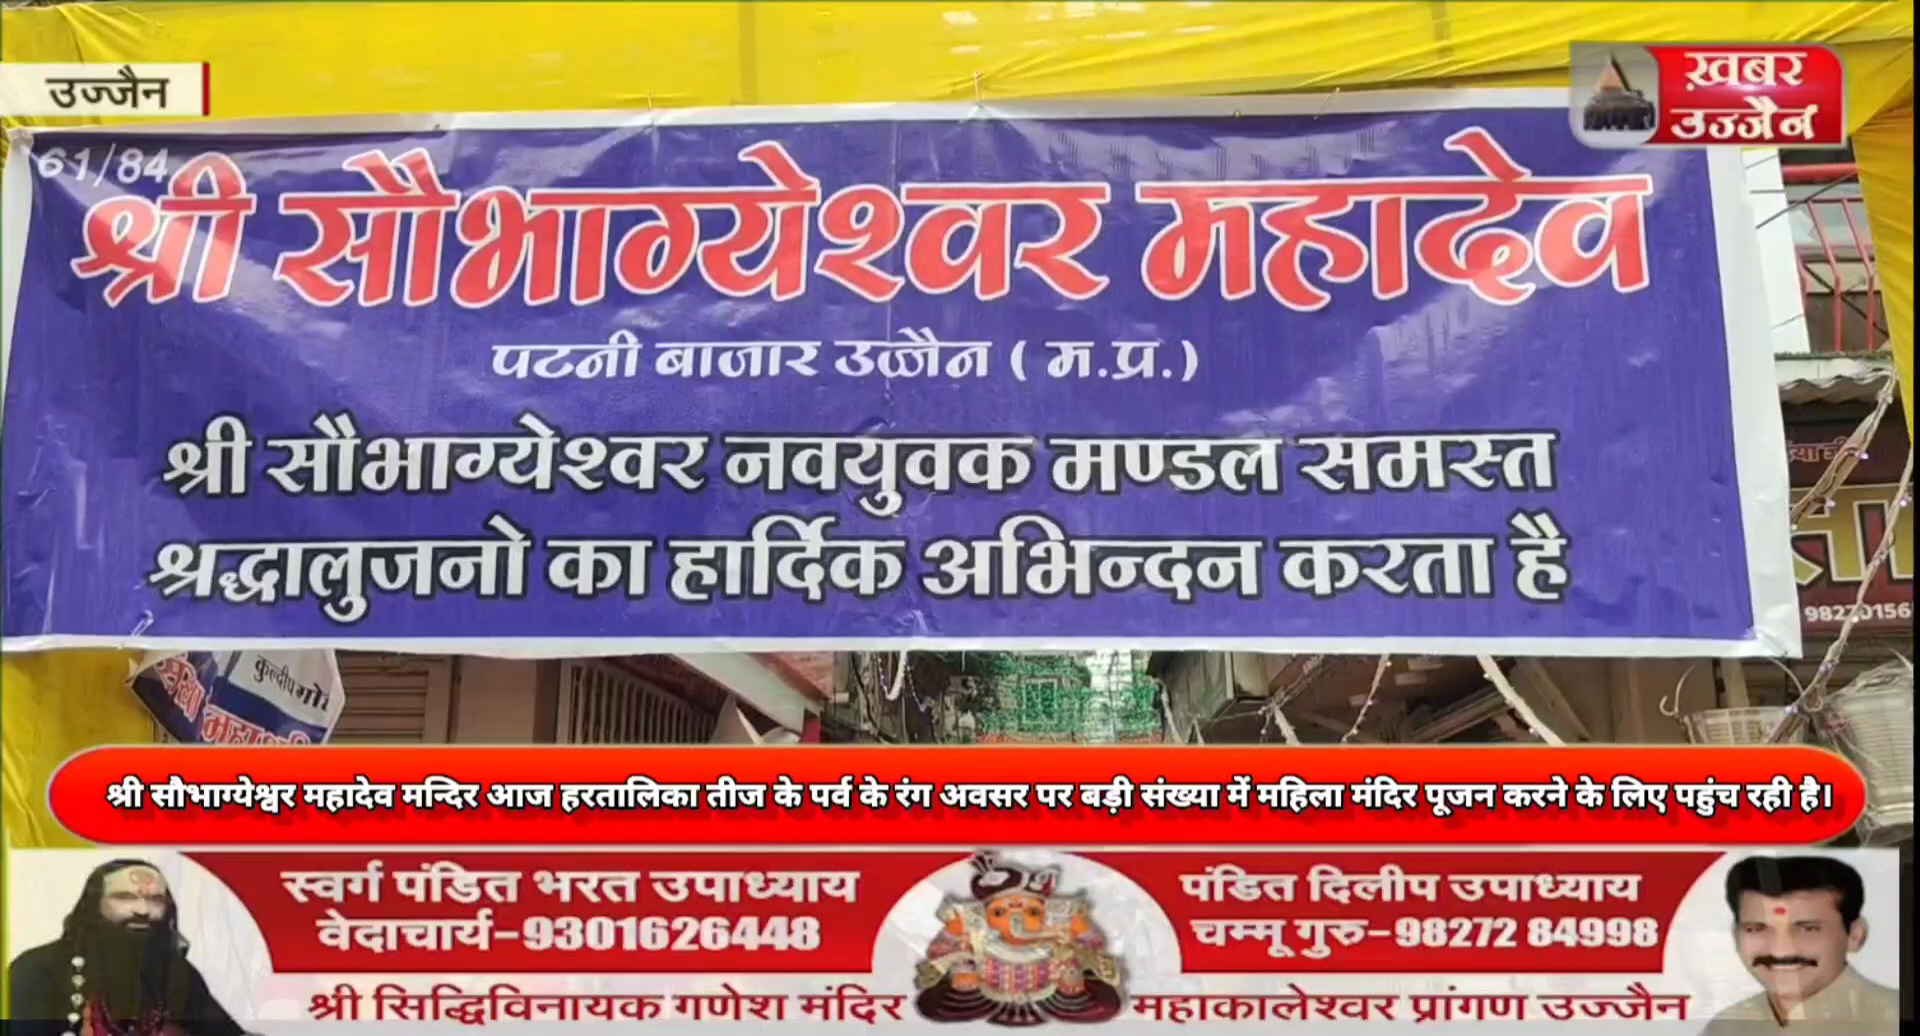 उज्जैन
ख़बर
उज्जैन
61/84
श्री सौभाग्येश्वर महादेव
पटनी बाजार उज्जैन ( म.प्र.)
श्री सौभाग्येश्वर नवयुवक मण्डल समस्त
श्रद्धालुजनो का हार्दिक अभिन्दन करता है
98270156
कुल्दीप
श्री सौभाग्येश्वर महादेव मन्दिर आज हरतालिका तीज के पर्व के रंग अवसर पर बड़ी संख्या में महिला मंदिर पूजन करने के लिए पहुंच रही है।
स्वर्ग पंडित भरत उपाध्याय
वेदाचार्य-9301626448
पंडित दिलीप उपाध्याय
चम्मू गुरु-98272 84998
श्री सिद्धिविनायक गणेश मंदिर
महाकालेश्वर प्रांगण उज्जैन